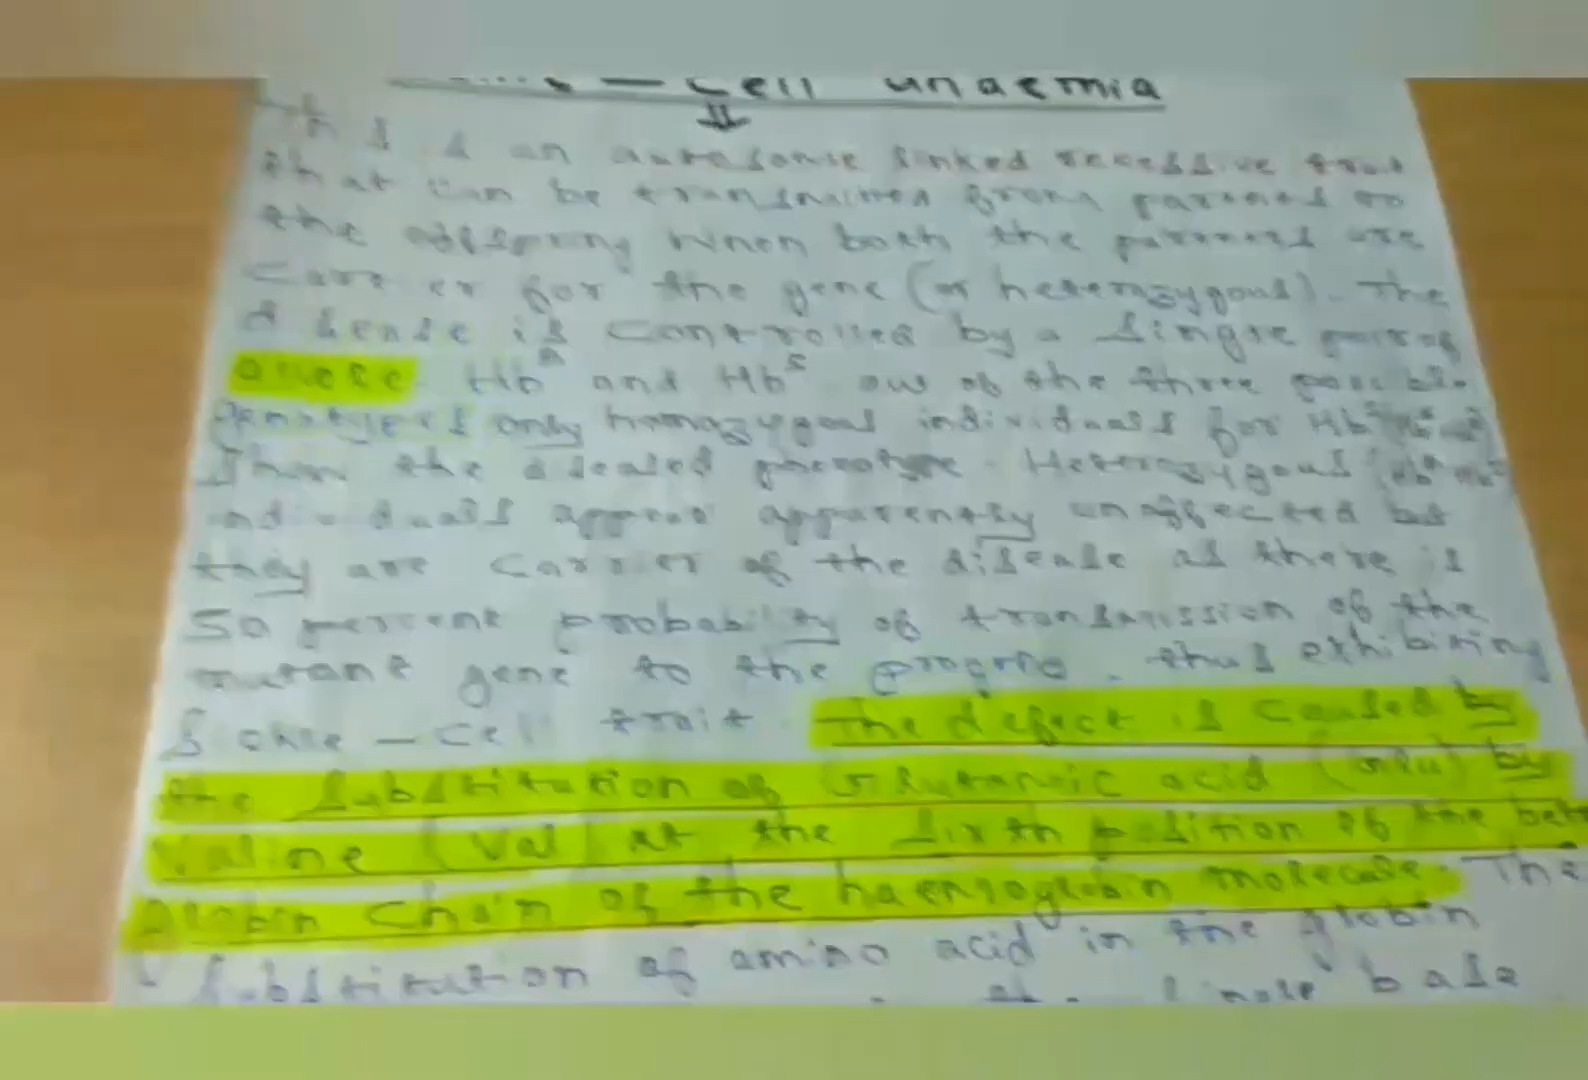 – Cell anaemia
an autosome linked recessive trait
that can be transmitted from parents to
the offspring when both the parents are
for the gene (or heterozygous). The
disease is controlled by a single pair of
allele. Hb^A and Hb^S out of the three possible
genotypes only homozygous individuals for Hb^S
the diseased phenotype. Heterozygous
individuals apparently unaffected but
they are carrier of the disease as there is
50 percent probability of transmission of the
mutant gene to the thus exhibiting
Sickle – cell trait. The defect is caused by
the substitution of Glutamic acid (Glu) by
Valine (Val) at the sixth position of the beta
globin chain of the haemoglobin molecule. The
substitution of amino acid in the globin
single base